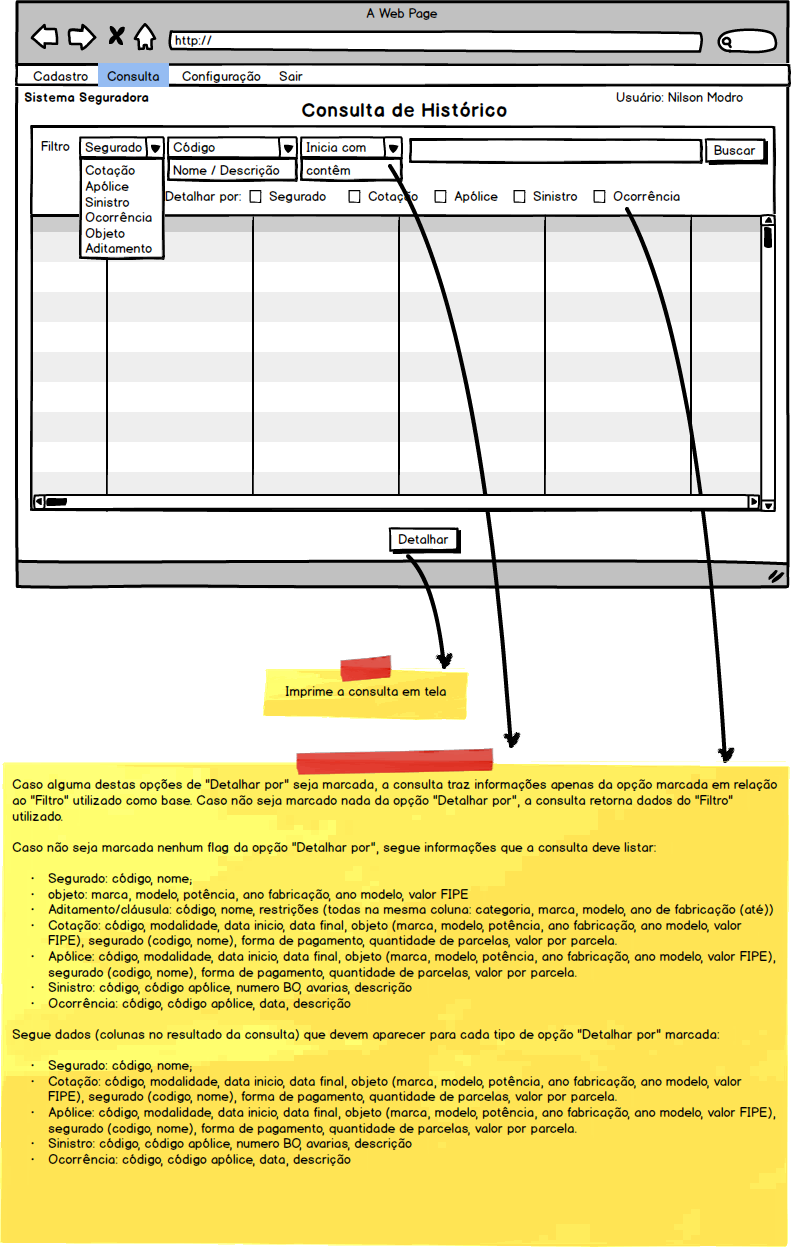 A Web Page
http://
Cadastro Consulta Configuração Sair
Sistema Seguradora
Usuário: Nilson Modro
Consulta de Histórico
Filtro Segurado Código Inicia com Buscar
Nome / Descrição contêm
Cotação
Apólice
Sinistro
Ocorrência
Objeto
Aditamento
Detalhar por: Segurado Cotação Apólice Sinistro Ocorrência
Detalhar
Imprime a consulta em tela
Caso alguma destas opções de "Detalhar por" seja marcada, a consulta traz informações apenas da opção marcada em relação
ao "Filtro" utilizado como base. Caso não seja marcado nada da opção "Detalhar por", a consulta retorna dados do "Filtro"
utilizado.
Caso não seja marcada nenhum flag da opção "Detalhar por", segue informações que a consulta deve listar:
· Segurado: código, nome;
· objeto: marca, modelo, potência, ano fabricação, ano modelo, valor FIPE
· Aditamento/cláusula: código, nome, restrições (todas na mesma coluna: categoria, marca, modelo, ano de fabricação (até))
· Cotação: código, modalidade, data inicio, data final, objeto (marca, modelo, potência, ano fabricação, ano modelo, valor
FIPE), segurado (codigo, nome), forma de pagamento, quantidade de parcelas, valor por parcela.
· Apólice: código, modalidade, data inicio, data final, objeto (marca, modelo, potência, ano fabricação, ano modelo, valor FIPE),
segurado (codigo, nome), forma de pagamento, quantidade de parcelas, valor por parcela.
· Sinistro: código, código apólice, numero BO, avarias, descrição
· Ocorrência: código, código apólice, data, descrição
Segue dados (colunas no resultado da consulta) que devem aparecer para cada tipo de opção "Detalhar por" marcada:
· Segurado: código, nome;
· Cotação: código, modalidade, data inicio, data final, objeto (marca, modelo, potência, ano fabricação, ano modelo, valor
FIPE), segurado (codigo, nome), forma de pagamento, quantidade de parcelas, valor por parcela.
· Apólice: código, modalidade, data inicio, data final, objeto (marca, modelo, potência, ano fabricação, ano modelo, valor FIPE),
segurado (codigo, nome), forma de pagamento, quantidade de parcelas, valor por parcela.
· Sinistro: código, código apólice, numero BO, avarias, descrição
· Ocorrência: código, código apólice, data, descrição